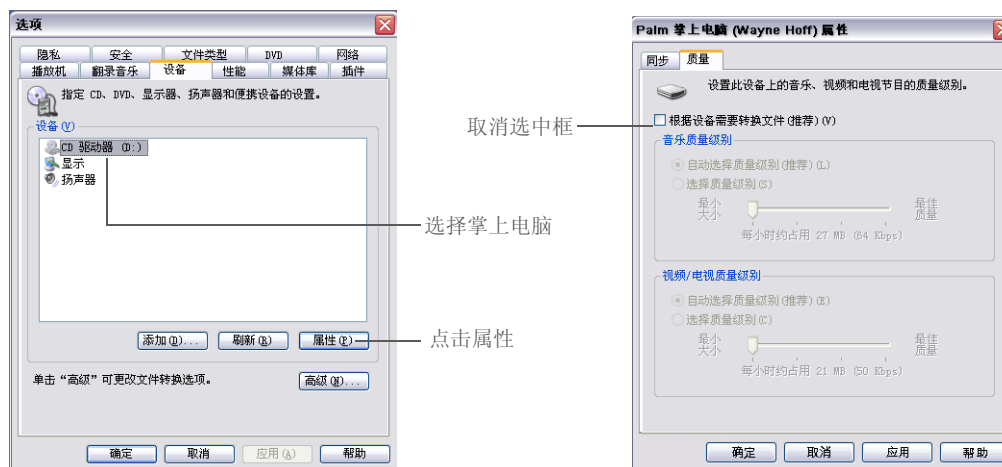 选项
隐私 安全 文件类型 DVD 网络
播放机 翻录音乐 设备 性能 媒体库 插件
指定 CD、DVD、显示器、扬声器和便携设备的设置。
设备(V)
CD 驱动器 (D:)
显示
扬声器
添加(D)... 刷新(R) 属性(P)
单击“高级”可更改文件转换选项。
高级(N)...
确定 取消 应用(A) 帮助
取消选中框
选择掌上电脑
点击属性
Palm 掌上电脑 (Wayne Hoff) 属性
同步 质量
设置此设备上的音乐、视频和电视节目的质量级别。
根据设备需要转换文件(推荐)(V)
音乐质量级别
自动选择质量级别(推荐)(L)
选择质量级别(S)
最小 最佳
大小 质量
每小时约占用 27 MB (64 Kbps)
视频/电视质量级别
自动选择质量级别(推荐)(E)
选择质量级别(C)
最小 最佳
大小 质量
每小时约占用 21 MB (50 Kbps)
确定 取消 应用 帮助